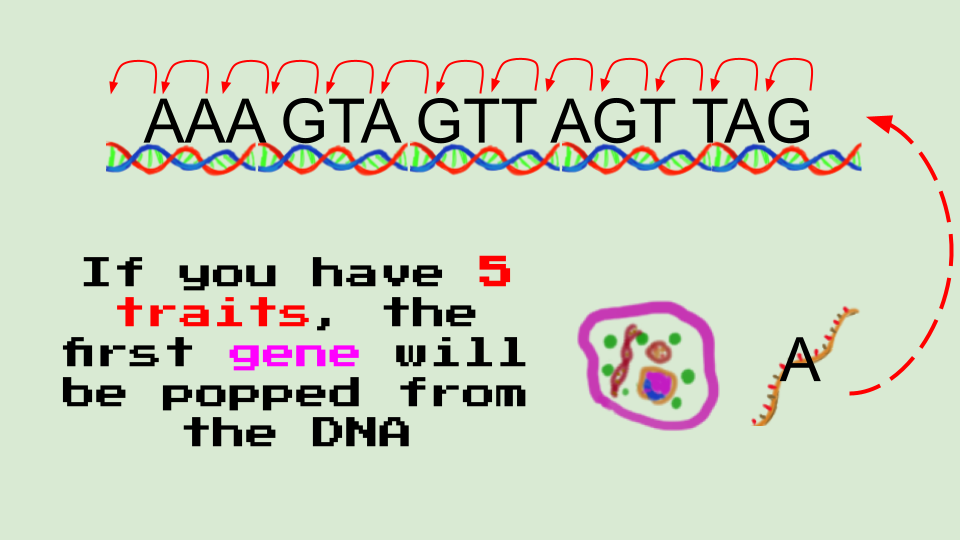 AAA GTA GTT AGT TAG
If you have 5
traits, the
first gene will
be popped from
the DNA
A